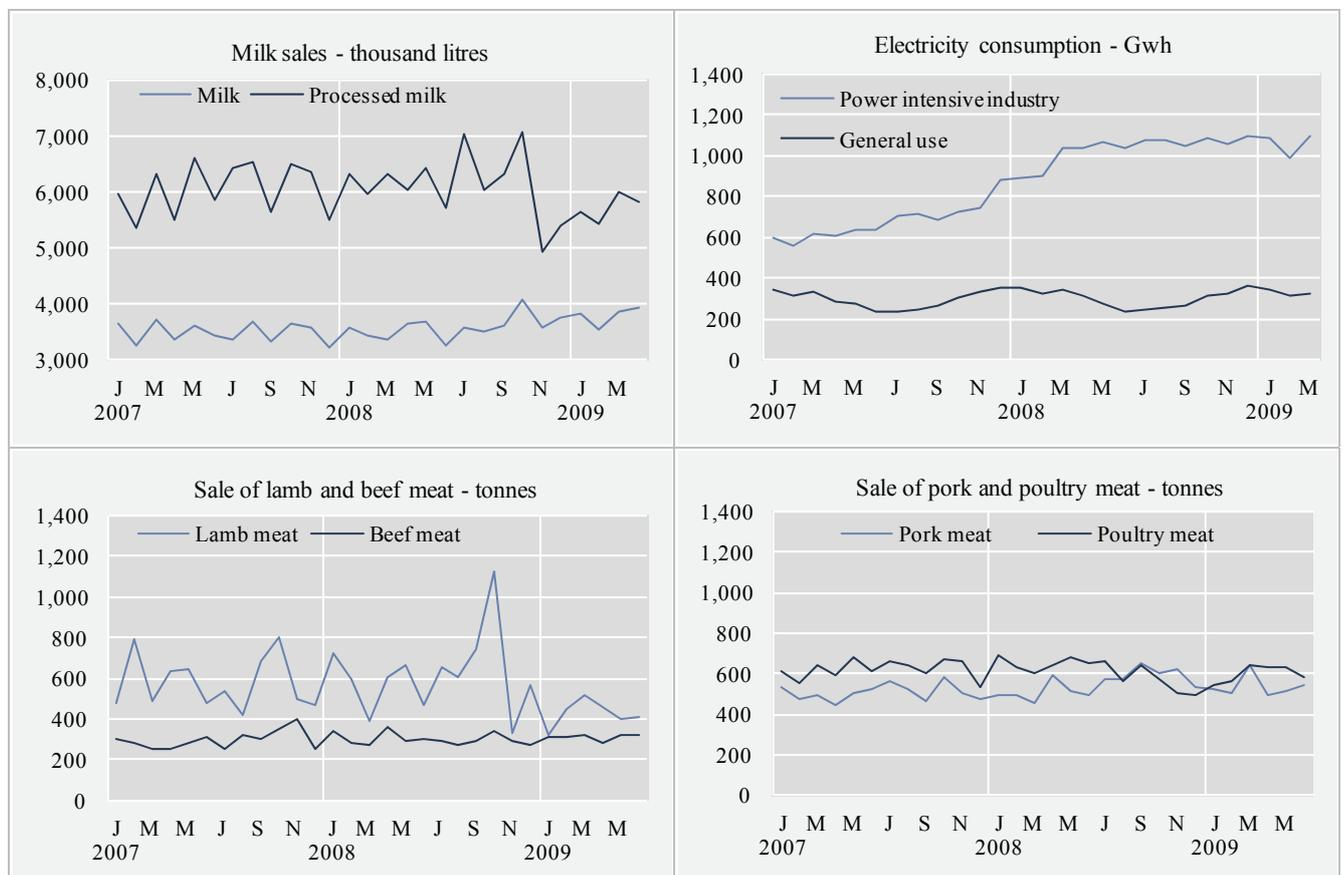 Milk sales - thousand litres
8,000
Milk Processed milk
7,000
6,000
5,000
4,000
3,000
J M M J S N J M M J S N J M
2007 2008 2009
Electricity consumption - Gwh
1,400
Power intensive industry
1,200
General use
1,000
800
600
400
200
0
J M M J S N J M M J S N J M
2007 2008 2009
Sale of lamb and beef meat - tonnes
1,400
Lamb meat Beef meat
1,200
1,000
800
600
400
200
0
J M M J S N J M M J S N J M M
2007 2008 2009
Sale of pork and poultry meat - tonnes
1,400
Pork meat Poultry meat
1,200
1,000
800
600
400
200
0
J M M J S N J M M J S N J M M
2007 2008 2009